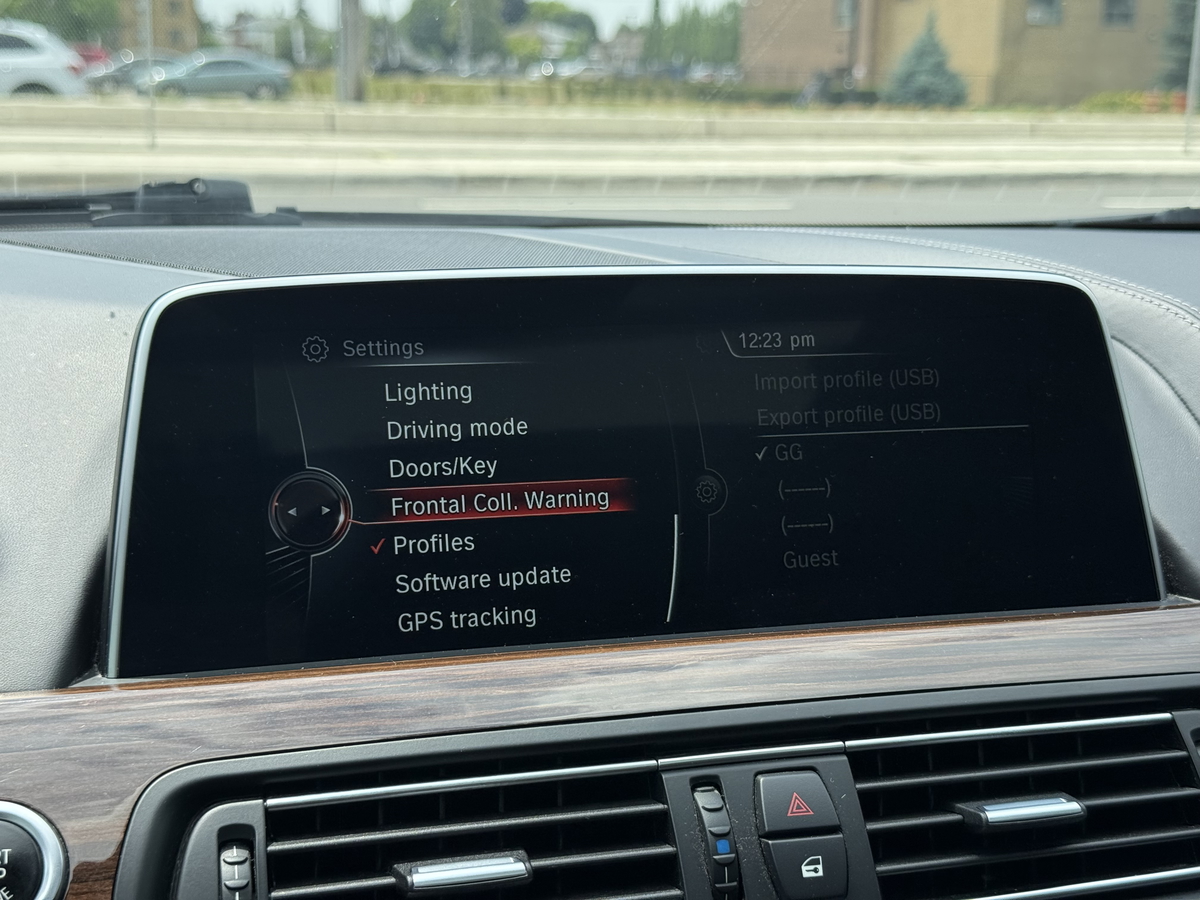 Settings
Lighting
Driving mode
Doors/Key
Frontal Coll. Warning
✓ Profiles
Software update
GPS tracking
12:23 pm
Import profile (USB)
Export profile (USB)
✓ GG
(------)
(------)
Guest